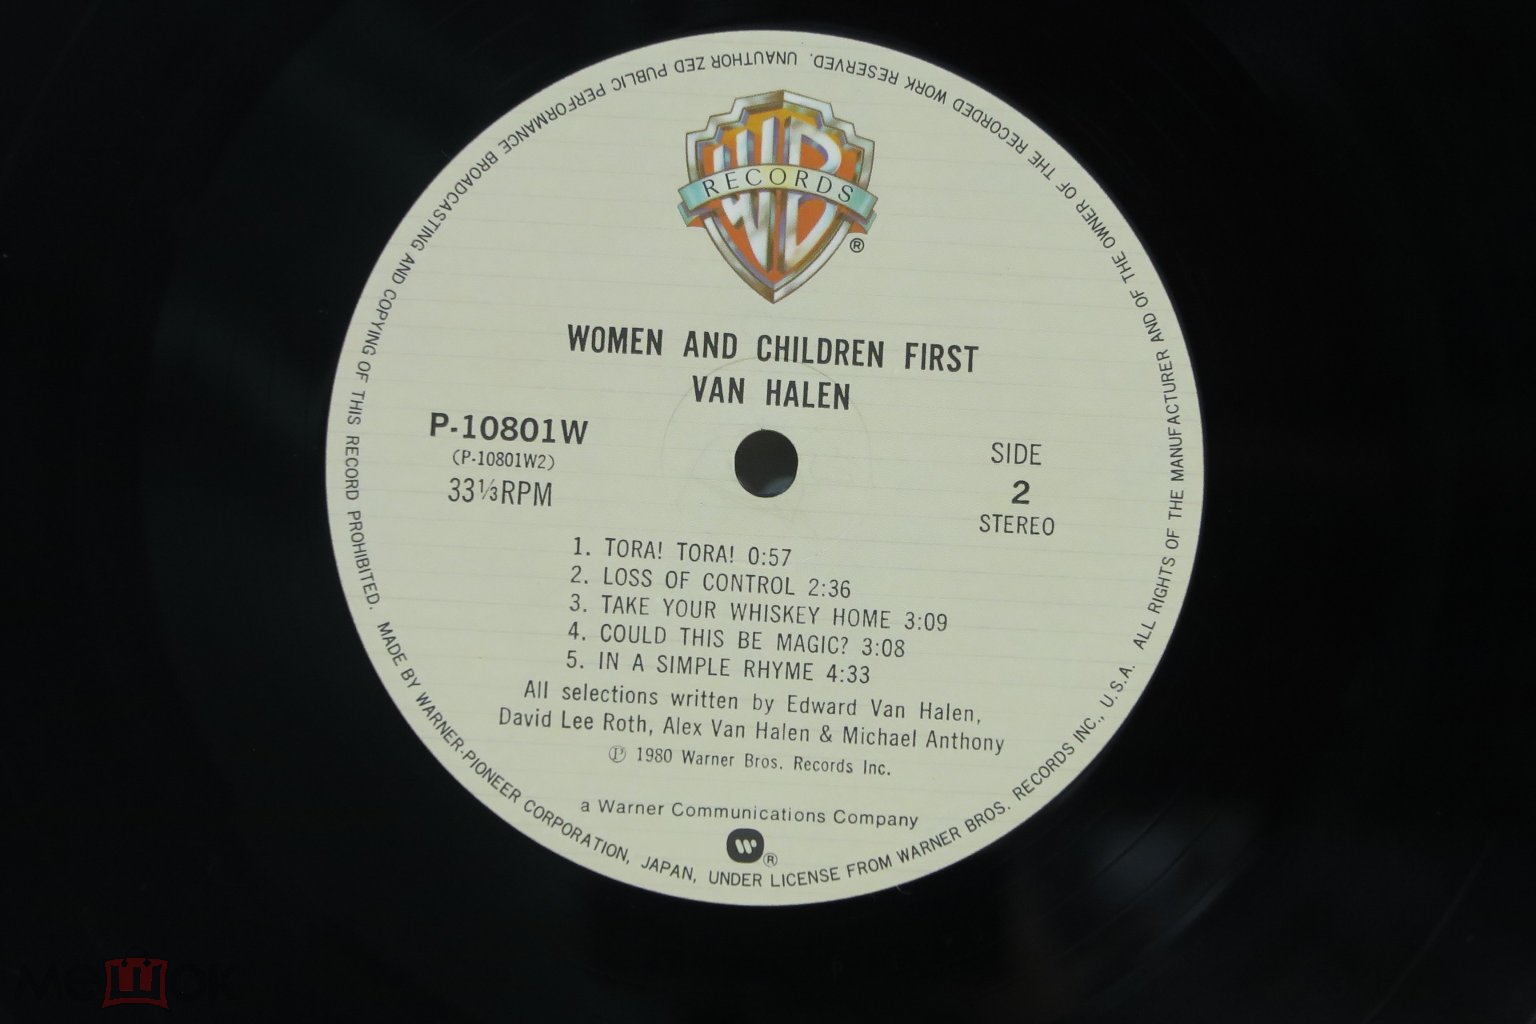 WB
RECORDS
®
WOMEN AND CHILDREN FIRST
VAN HALEN
P-10801W
(P-10801W2)
33⅓RPM
SIDE
2
STEREO
1. TORA! TORA! 0:57
2. LOSS OF CONTROL 2:36
3. TAKE YOUR WHISKEY HOME 3:09
4. COULD THIS BE MAGIC? 3:08
5. IN A SIMPLE RHYME 4:33
All selections written by Edward Van Halen,
David Lee Roth, Alex Van Halen & Michael Anthony
℗ 1980 Warner Bros. Records Inc.
a Warner Communications Company
W®
MADE BY WARNER-PIONEER CORPORATION, JAPAN, UNDER LICENSE FROM WARNER BROS. RECORDS INC., U.S.A. ALL RIGHTS OF THE MANUFACTURER AND OF THE OWNER OF THE RECORDED WORK RESERVED. UNAUTHOR ZED PUBLIC PERFORMANCE BROADCASTING AND COPYING OF THIS RECORD PROHIBITED.
мешок